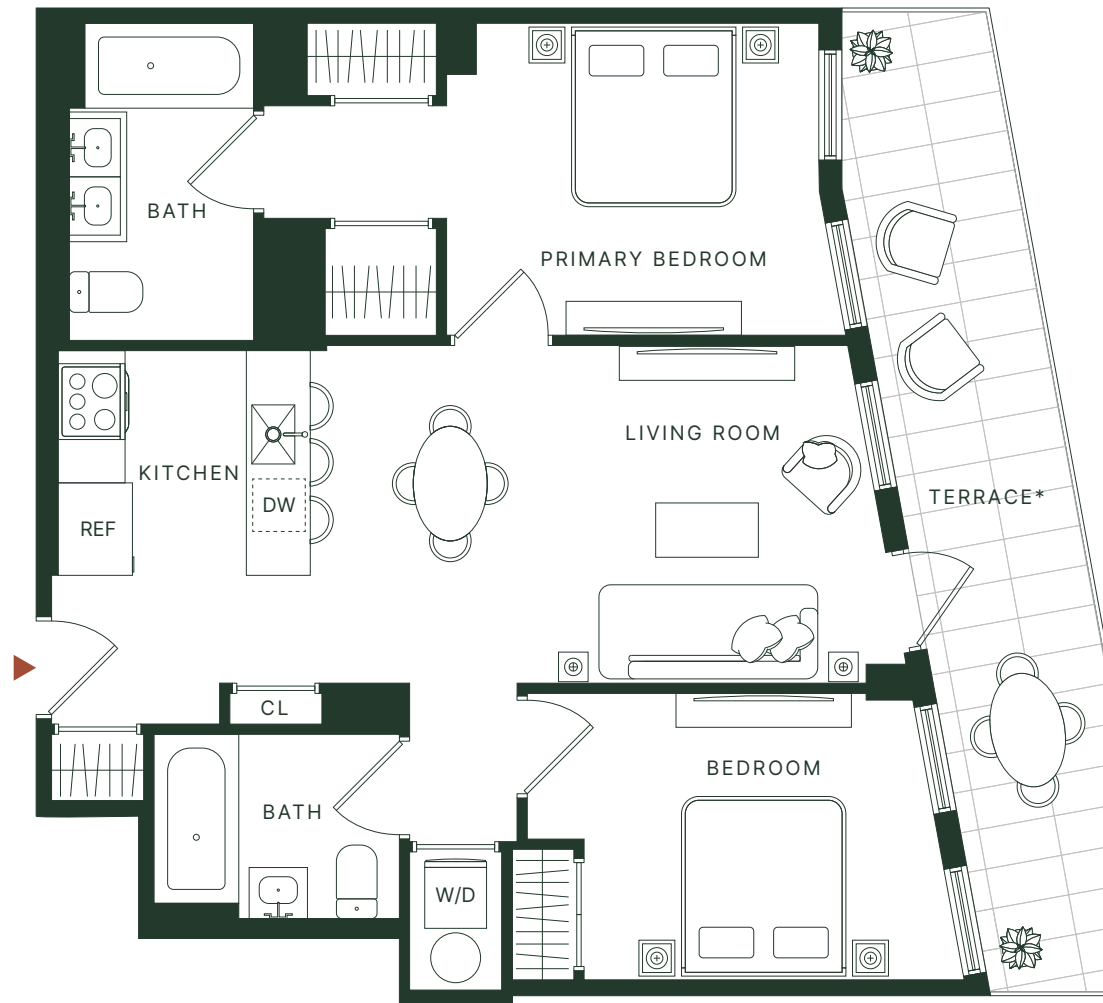 BATH
PRIMARY BEDROOM
LIVING ROOM
KITCHEN
TERRACE*
DW
REF
CL
BEDROOM
BATH
W/D